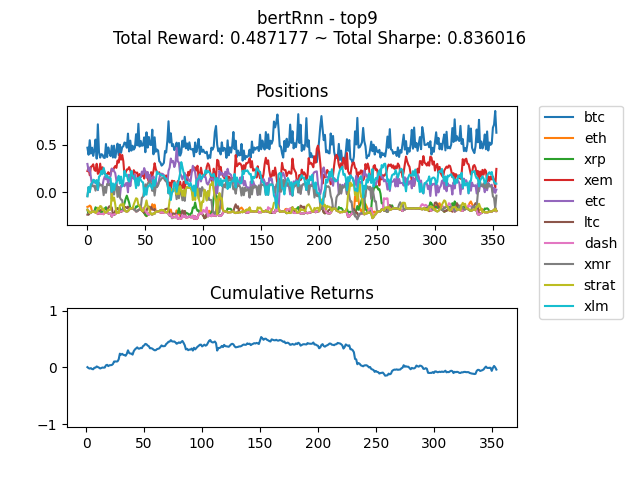 bertRnn - top9
Total Reward: 0.487177 ~ Total Sharpe: 0.836016
Positions
0.5
0.0
0 50 100 150 200 250 300 350
btc
eth
xrp
xem
etc
ltc
dash
xmr
strat
xlm
Cumulative Returns
1
0
−1
0 50 100 150 200 250 300 350